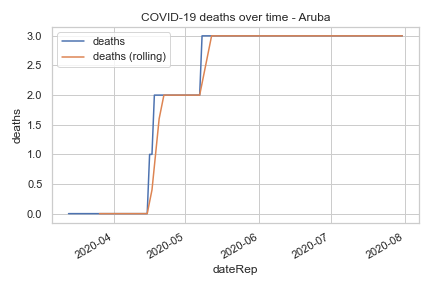 COVID-19 deaths over time - Aruba
deaths
deaths (rolling)
3.0
2.5
2.0
1.5
1.0
0.5
0.0
deaths
2020-04
2020-05
2020-06
2020-07
2020-08
dateRep